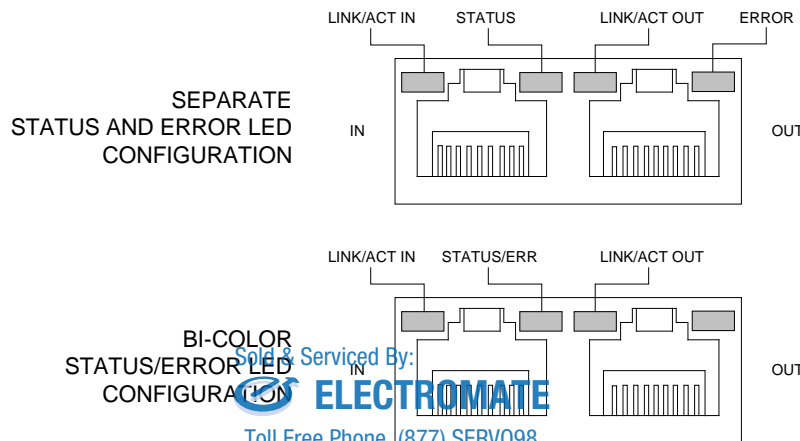 LINK/ACT IN STATUS LINK/ACT OUT ERROR
SEPARATE
STATUS AND ERROR LED
CONFIGURATION
IN
OUT
LINK/ACT IN STATUS/ERR LINK/ACT OUT
BI-COLOR
STATUS/ERROR LED
CONFIGURATION
IN
OUT
Sold & Serviced By:
ELECTROMATE
Toll Free Phone (877) SERVO98